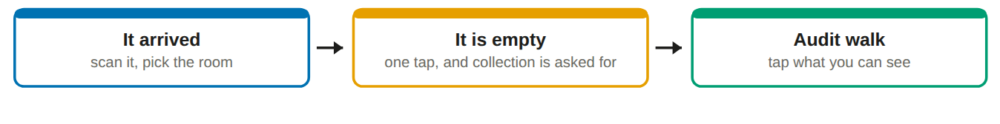 It arrived
scan it, pick the room
It is empty
one tap, and collection is asked for
Audit walk
tap what you can see